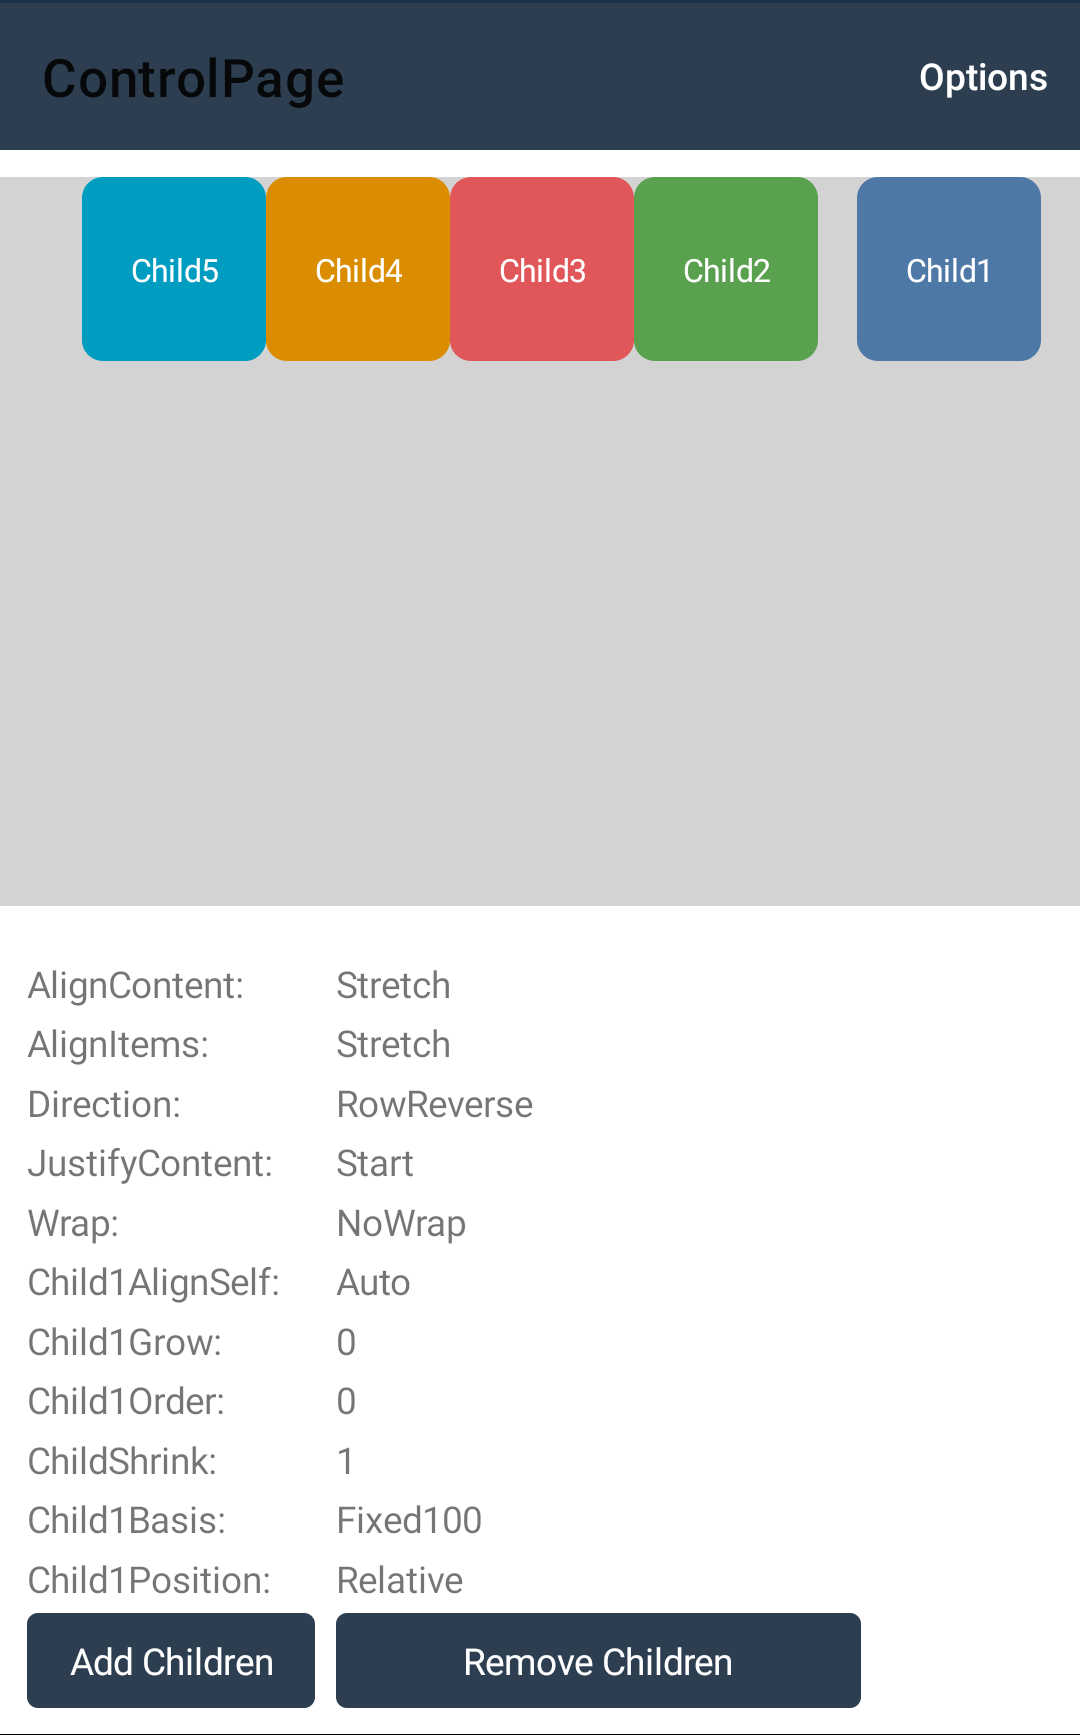 ControlPage Options
Child5 Child4 Child3 Child2 Child1
AlignContent: Stretch
AlignItems: Stretch
Direction: RowReverse
JustifyContent: Start
Wrap: NoWrap
Child1AlignSelf: Auto
Child1Grow: 0
Child1Order: 0
ChildShrink: 1
Child1Basis: Fixed100
Child1Position: Relative
Add Children Remove Children